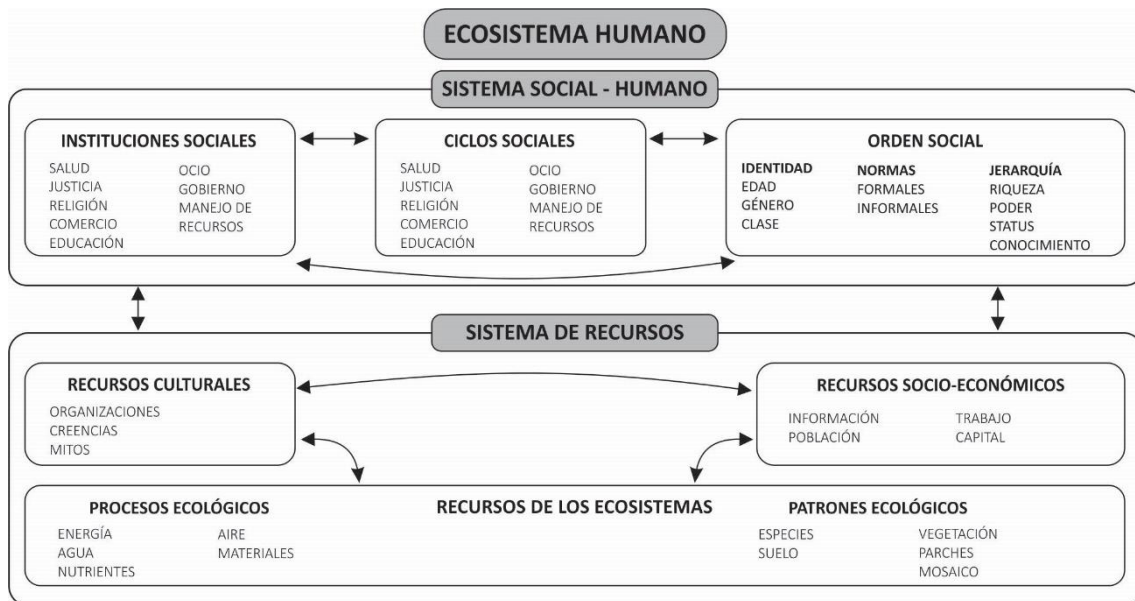 ECOSISTEMA HUMANO
SISTEMA SOCIAL - HUMANO
INSTITUCIONES SOCIALES
SALUD
JUSTICIA
RELIGIÓN
COMERCIO
EDUCACIÓN
OCIO
GOBIERNO
MANEJO DE
RECURSOS
CICLOS SOCIALES
SALUD
JUSTICIA
RELIGIÓN
COMERCIO
EDUCACIÓN
OCIO
GOBIERNO
MANEJO DE
RECURSOS
ORDEN SOCIAL
IDENTIDAD
EDAD
GÉNERO
CLASE
NORMAS
FORMALES
INFORMALES
JERARQUÍA
RIQUEZA
PODER
STATUS
CONOCIMIENTO
SISTEMA DE RECURSOS
RECURSOS CULTURALES
ORGANIZACIONES
CREENCIAS
MITOS
RECURSOS SOCIO-ECONÓMICOS
INFORMACIÓN
POBLACIÓN
TRABAJO
CAPITAL
RECURSOS DE LOS ECOSISTEMAS
PROCESOS ECOLÓGICOS
ENERGÍA
AGUA
NUTRIENTES
AIRE
MATERIALES
PATRONES ECOLÓGICOS
ESPECIES
SUELO
VEGETACIÓN
PARCHES
MOSAICO